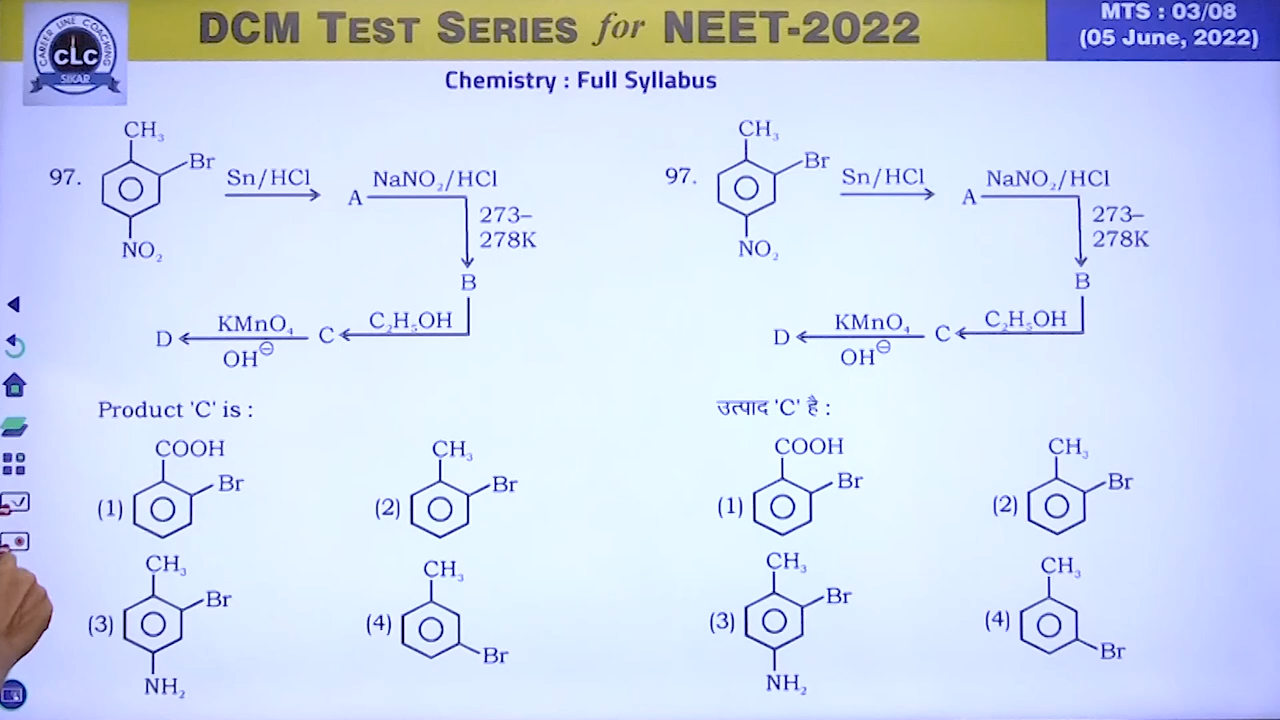 CAREER LINE COACHING
CLC
SIKAR
DCM TEST SERIES for NEET-2022
MTS : 03/08
(05 June, 2022)
Chemistry : Full Syllabus
97.
CH₃
Br
NO₂
Sn/HCl
A
NaNO₂/HCl
273–
278K
B
C₂H₅OH
C
KMnO₄
OH⊖
D
Product 'C' is :
(1)
COOH
Br
(2)
CH₃
Br
(3)
CH₃
Br
NH₂
(4)
CH₃
Br
97.
CH₃
Br
NO₂
Sn/HCl
A
NaNO₂/HCl
273–
278K
B
C₂H₅OH
C
KMnO₄
OH⊖
D
उत्पाद 'C' है :
(1)
COOH
Br
(2)
CH₃
Br
(3)
CH₃
Br
NH₂
(4)
CH₃
Br